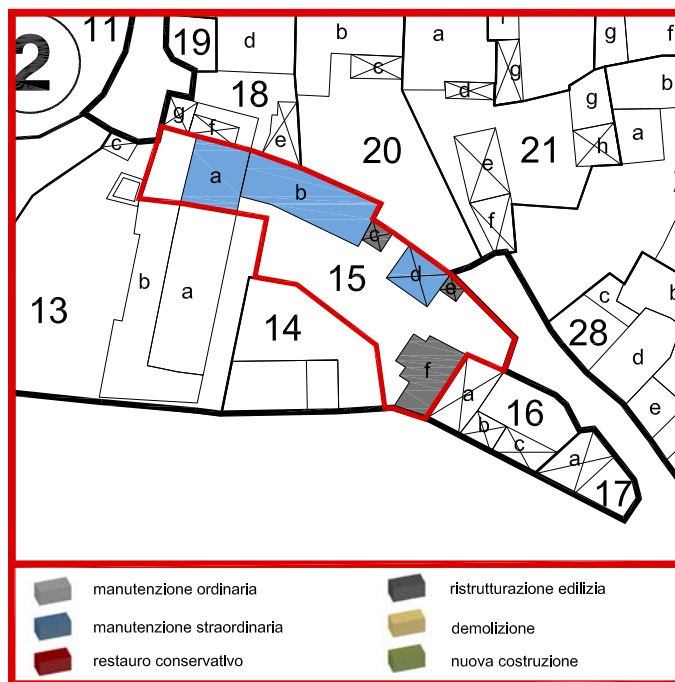 11
19
d
b
a
g
f
2
c
g
b
18
d
g
g
f
e
20
21
h
a
c
e
a
b
f
c
15
d
e
b
a
13
14
c
28
b
d
f
a
16
e
b
c
a
17
manutenzione ordinaria
ristrutturazione edilizia
manutenzione straordinaria
demolizione
restauro conservativo
nuova costruzione